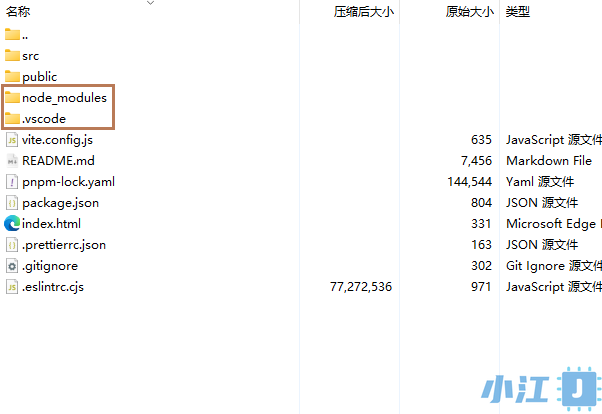 名称 压缩后大小 原始大小 类型
..
src
public
node_modules
.vscode
vite.config.js 635 JavaScript 源文件
README.md 7,456 Markdown File
pnpm-lock.yaml 144,544 Yaml 源文件
package.json 804 JSON 源文件
index.html 331 Microsoft Edge
.prettierrc.json 163 JSON 源文件
.gitignore 302 Git Ignore 源文件
.eslintrc.cjs 77,272,536 971 JavaScript 源文件
小江 J